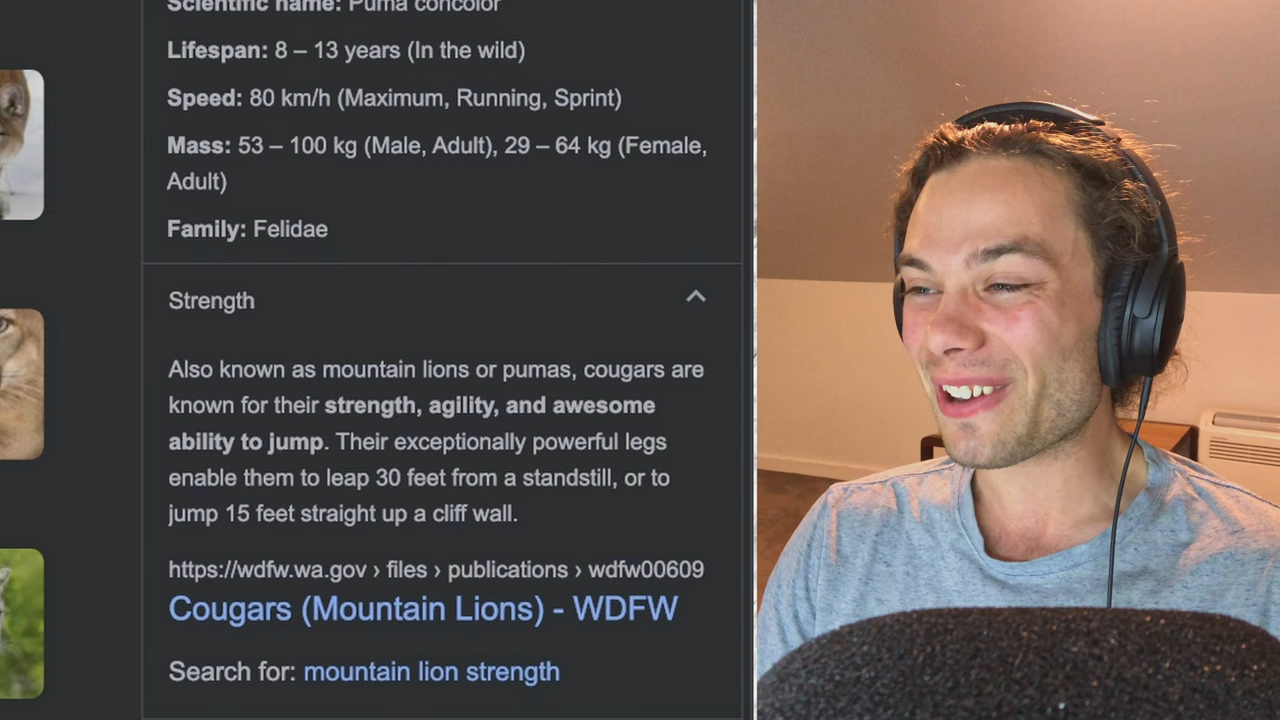 Scientific name: Puma concolor
Lifespan: 8 – 13 years (In the wild)
Speed: 80 km/h (Maximum, Running, Sprint)
Mass: 53 – 100 kg (Male, Adult), 29 – 64 kg (Female,
Adult)
Family: Felidae
Strength
Also known as mountain lions or pumas, cougars are
known for their strength, agility, and awesome
ability to jump. Their exceptionally powerful legs
enable them to leap 30 feet from a standstill, or to
jump 15 feet straight up a cliff wall.
https://wdfw.wa.gov › files › publications › wdfw00609
Cougars (Mountain Lions) - WDFW
Search for: mountain lion strength